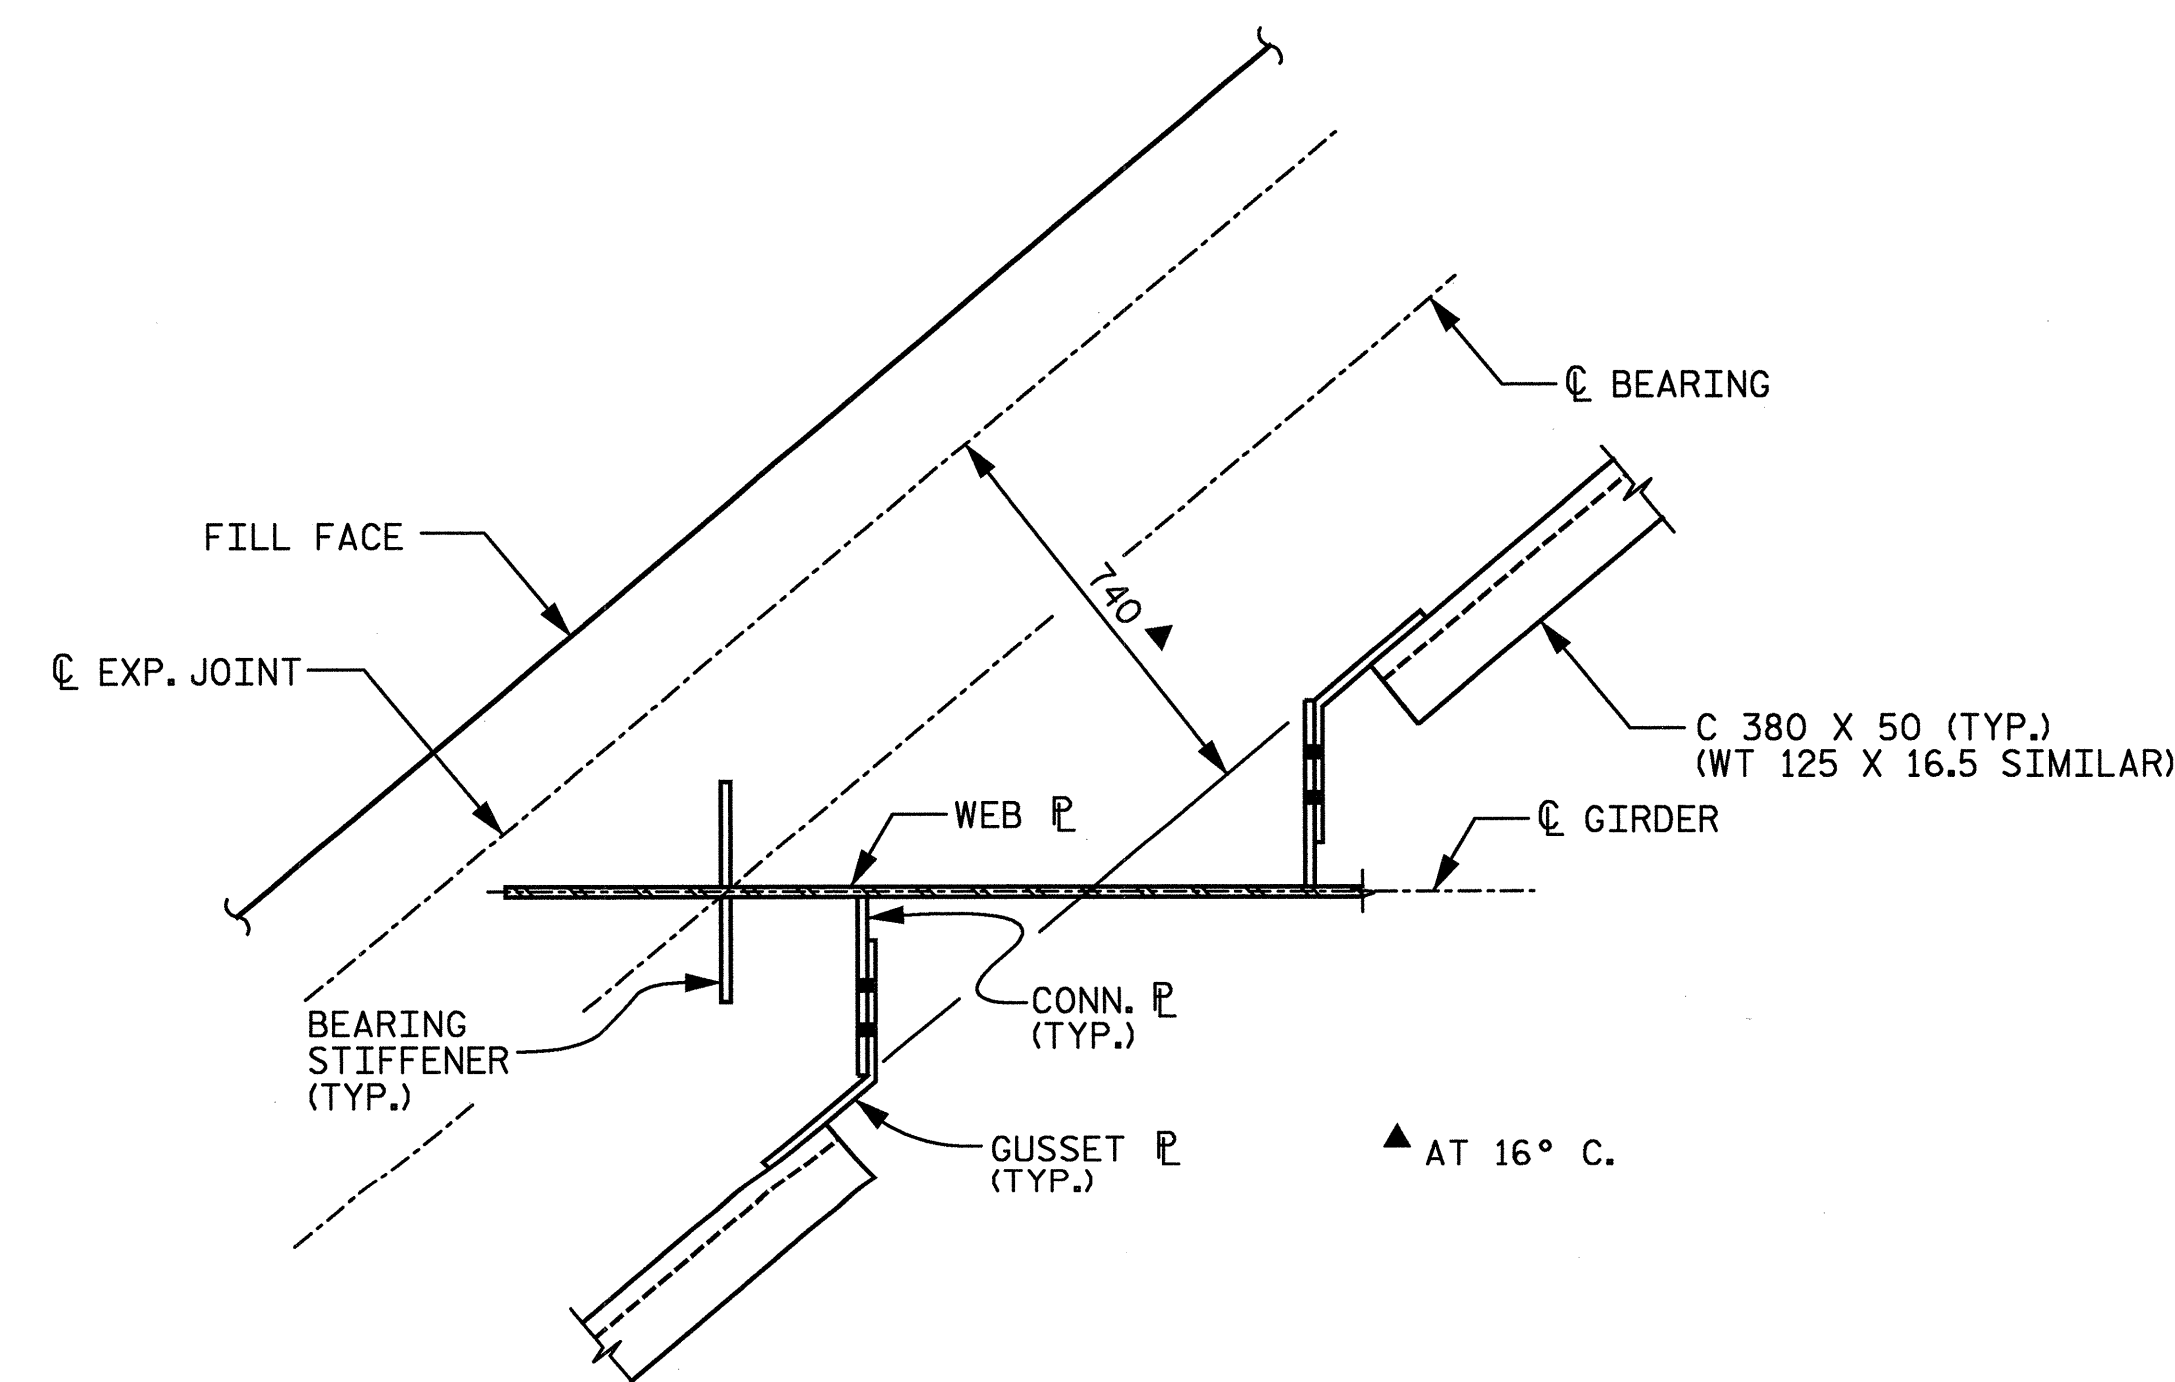 ℄ BEARING
FILL FACE
740 ▲
℄ EXP. JOINT
C 380 X 50 (TYP.)
(WT 125 X 16.5 SIMILAR)
WEB ⅊
℄ GIRDER
CONN. ⅊
(TYP.)
BEARING
STIFFENER
(TYP.)
GUSSET ⅊
(TYP.)
▲ AT 16° C.